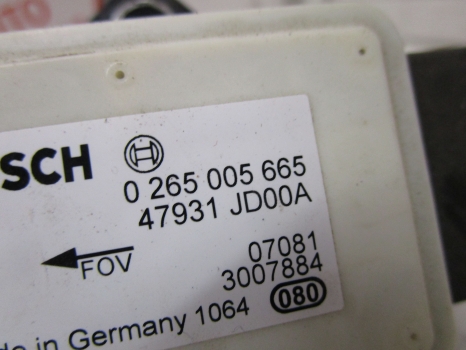 SCH
0 265 005 665
47931 JD00A
FOV
07081
3007884
in Germany 1064 080